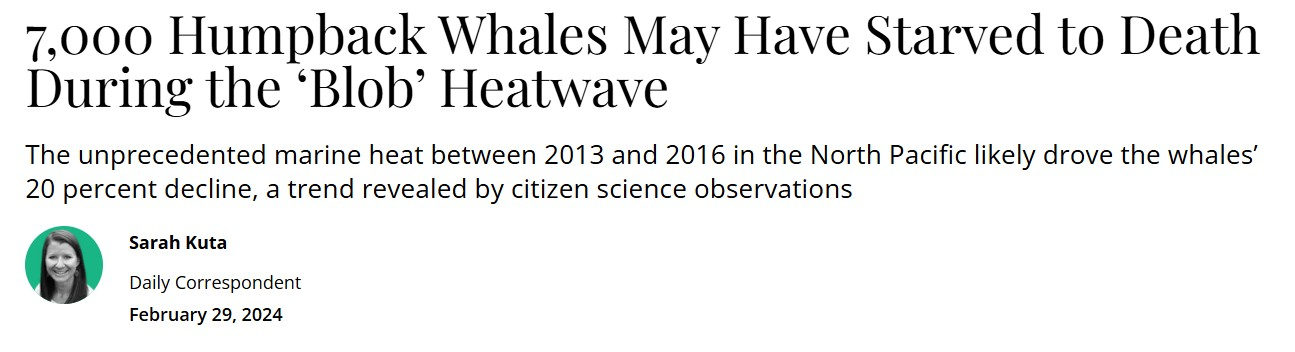 7,000 Humpback Whales May Have Starved to Death
During the ‘Blob’ Heatwave
The unprecedented marine heat between 2013 and 2016 in the North Pacific likely drove the whales’
20 percent decline, a trend revealed by citizen science observations
Sarah Kuta
Daily Correspondent
February 29, 2024